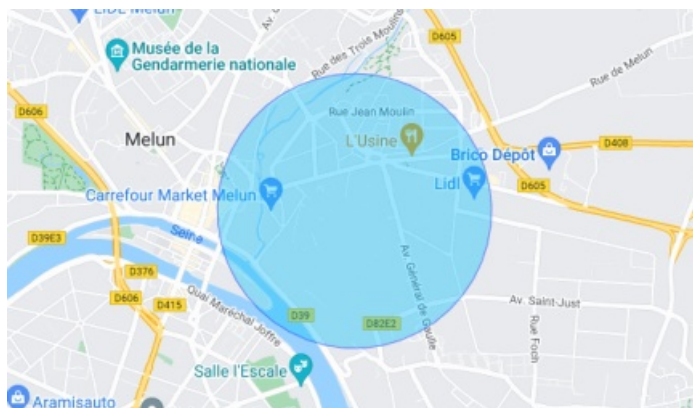 LIDL Melun
D605
Musée de la
Gendarmerie nationale
Rue des Trois Moulins
Rue de Melun
D606
Rue Jean Moulin
Melun
L'Usine
D408
Brico Dépôt
Carrefour Market Melun
Lidl
D605
Seine
D39E3
D376
Av. Général de Gaulle
D606
D415
Quai Maréchal Joffre
D39
D82E2
Av. Saint-Just
Rue Foch
Salle l'Escale
Aramisauto